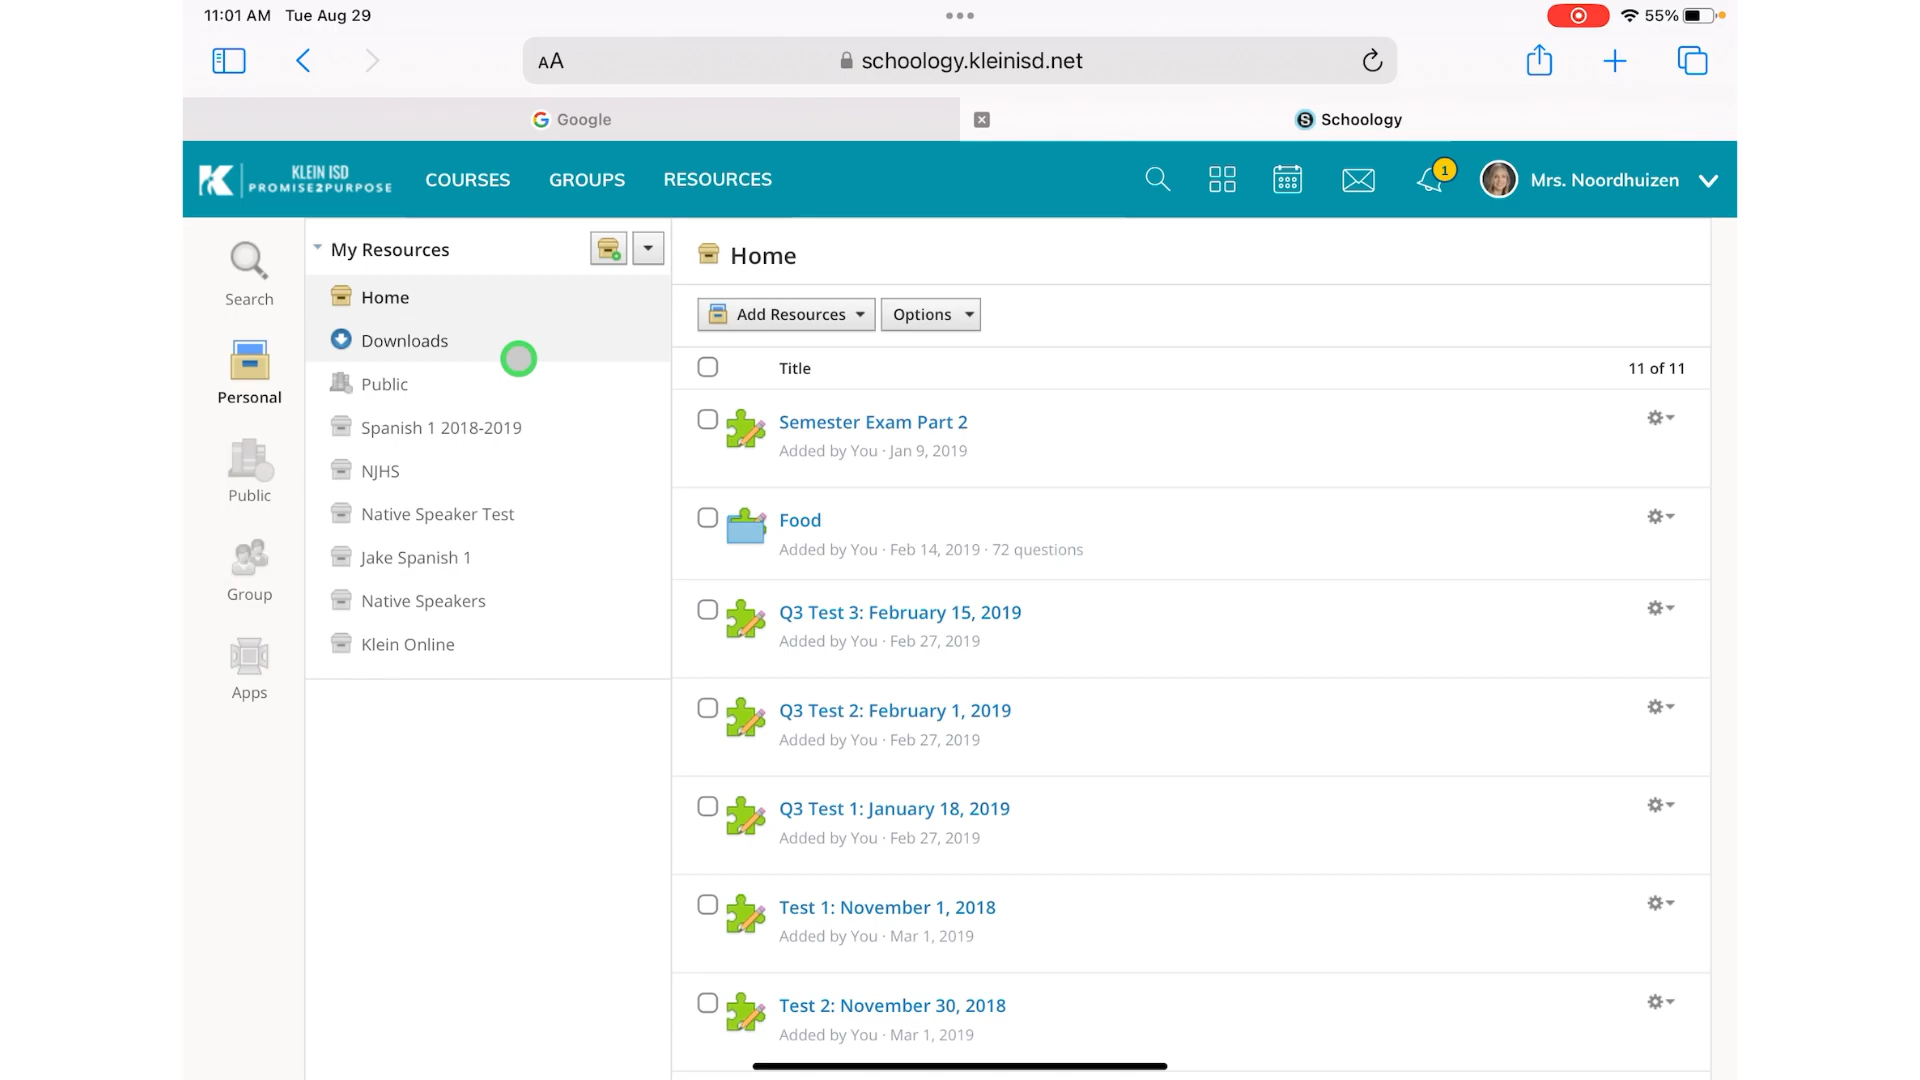 11:01 AM Tue Aug 29
55%
AA
schoology.kleinisd.net
Google
Schoology
KLEIN ISD
PROMISE2PURPOSE
COURSES
GROUPS
RESOURCES
1
Mrs. Noordhuizen
Search
Personal
Public
Group
Apps
My Resources
Home
Downloads
Public
Spanish 1 2018-2019
NJHS
Native Speaker Test
Jake Spanish 1
Native Speakers
Klein Online
Home
Add Resources
Options
Title
11 of 11
Semester Exam Part 2
Added by You · Jan 9, 2019
Food
Added by You · Feb 14, 2019 · 72 questions
Q3 Test 3: February 15, 2019
Added by You · Feb 27, 2019
Q3 Test 2: February 1, 2019
Added by You · Feb 27, 2019
Q3 Test 1: January 18, 2019
Added by You · Feb 27, 2019
Test 1: November 1, 2018
Added by You · Mar 1, 2019
Test 2: November 30, 2018
Added by You · Mar 1, 2019